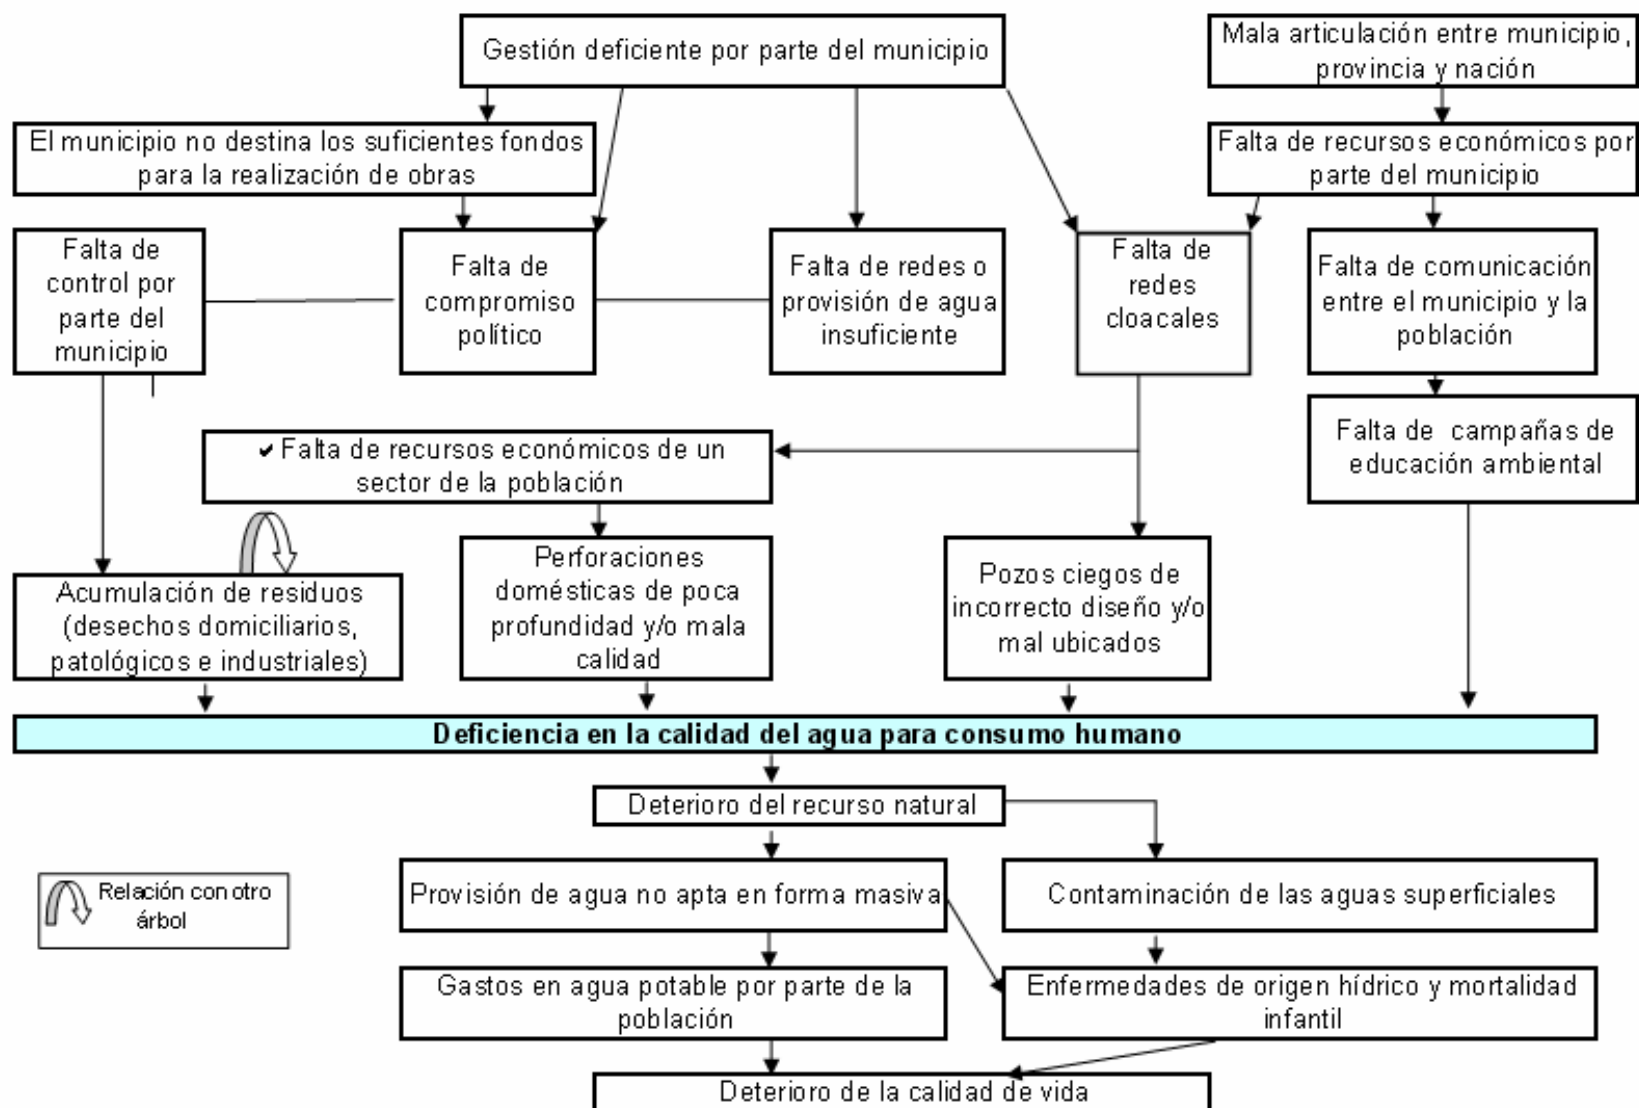 Gestión deficiente por parte del municipio
Mala articulación entre municipio,
provincia y nación
El municipio no destina los suficientes fondos
para la realización de obras
Falta de recursos económicos por
parte del municipio
Falta de
control por
parte del
municipio
Falta de
compromiso
político
Falta de redes o
provisión de agua
insuficiente
Falta de
redes
cloacales
Falta de comunicación
entre el municipio y la
población
✔ Falta de recursos económicos de un
sector de la población
Falta de campañas de
educación ambiental
Acumulación de residuos
(desechos domiciliarios,
patológicos e industriales)
Perforaciones
domésticas de poca
profundidad y/o mala
calidad
Pozos ciegos de
incorrecto diseño y/o
mal ubicados
Deficiencia en la calidad del agua para consumo humano
Deterioro del recurso natural
Relación con otro
árbol
Provisión de agua no apta en forma masiva
Contaminación de las aguas superficiales
Gastos en agua potable por parte de la
población
Enfermedades de origen hídrico y mortalidad
infantil
Deterioro de la calidad de vida